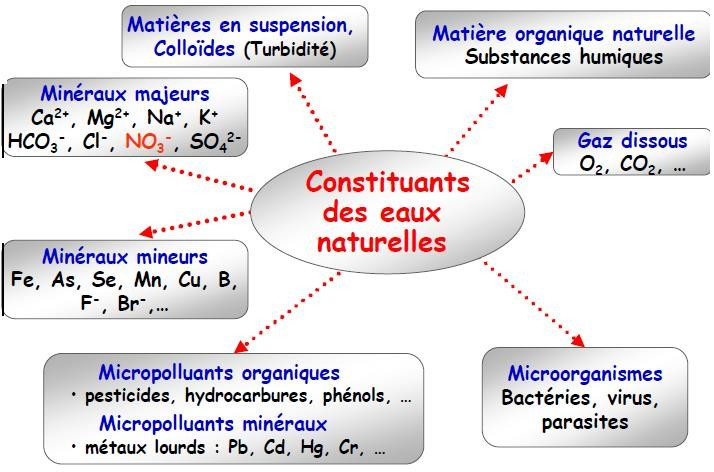 Matières en suspension,
Colloïdes (Turbidité)
Matière organique naturelle
Substances humiques
Minéraux majeurs
Ca²⁺, Mg²⁺, Na⁺, K⁺
HCO₃⁻, Cl⁻, NO₃⁻, SO₄²⁻
Gaz dissous
O₂, CO₂, …
Constituants
des eaux
naturelles
Minéraux mineurs
Fe, As, Se, Mn, Cu, B,
F⁻, Br⁻,…
Micropolluants organiques
• pesticides, hydrocarbures, phénols, …
Micropolluants minéraux
• métaux lourds : Pb, Cd, Hg, Cr, …
Microorganismes
Bactéries, virus,
parasites